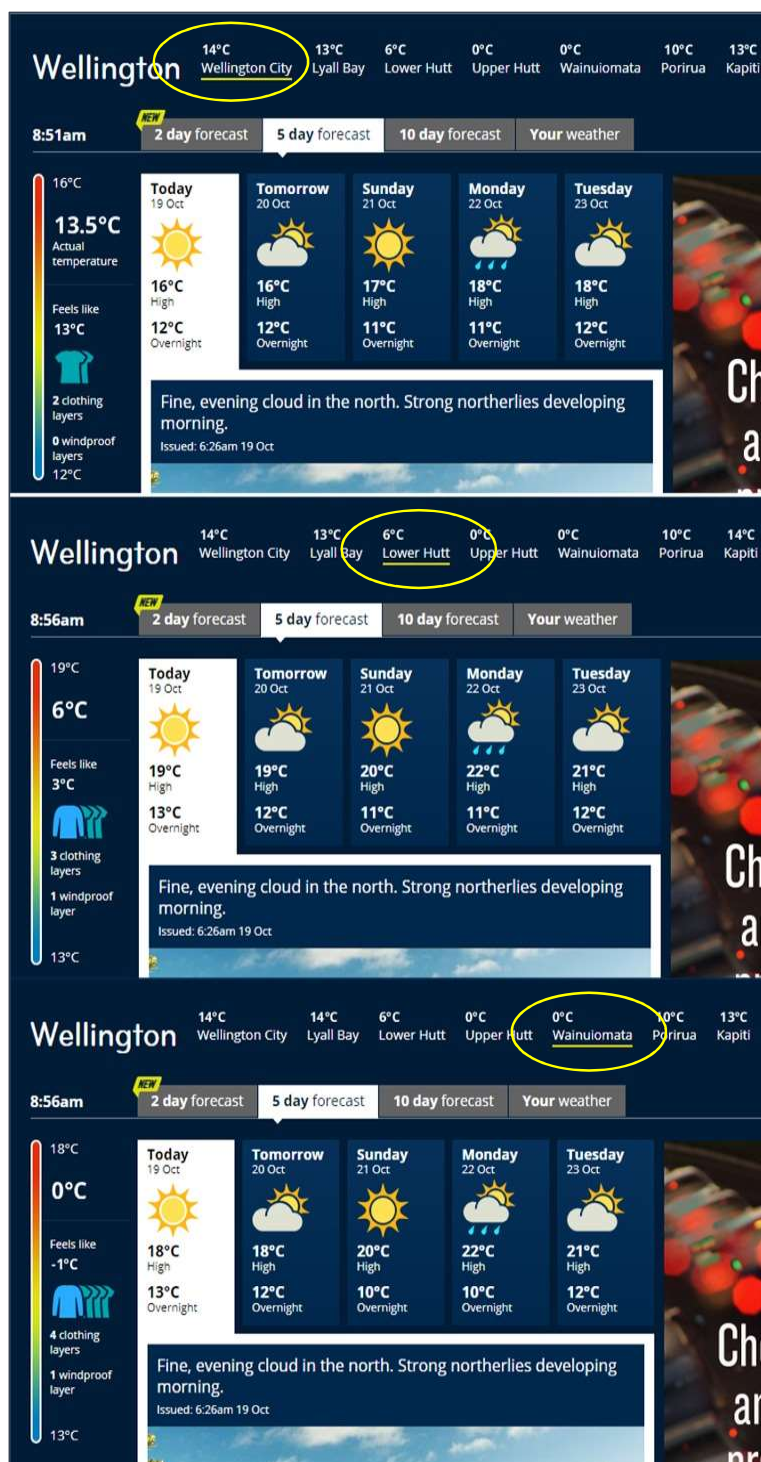 14°C 13°C 6°C 0°C 0°C 10°C 13°C
Wellington Wellington City Lyall Bay Lower Hutt Upper Hutt Wainuiomata Porirua Kapiti
NEW
8:51am 2 day forecast 5 day forecast 10 day forecast Your weather
16°C
13.5°C
Actual
temperature
Feels like
13°C
2 clothing
layers
0 windproof
layers
12°C
Today Tomorrow Sunday Monday Tuesday
19 Oct 20 Oct 21 Oct 22 Oct 23 Oct
16°C 16°C 17°C 18°C 18°C
High High High High High
12°C 12°C 11°C 11°C 12°C
Overnight Overnight Overnight Overnight Overnight
Fine, evening cloud in the north. Strong northerlies developing
morning.
Issued: 6:26am 19 Oct
Ch
a
14°C 13°C 6°C 0°C 0°C 10°C 14°C
Wellington Wellington City Lyall Bay Lower Hutt Upper Hutt Wainuiomata Porirua Kapiti
NEW
8:56am 2 day forecast 5 day forecast 10 day forecast Your weather
19°C
6°C
Feels like
3°C
3 clothing
layers
1 windproof
layer
13°C
Today Tomorrow Sunday Monday Tuesday
19 Oct 20 Oct 21 Oct 22 Oct 23 Oct
19°C 19°C 20°C 22°C 21°C
High High High High High
13°C 12°C 11°C 11°C 12°C
Overnight Overnight Overnight Overnight Overnight
Fine, evening cloud in the north. Strong northerlies developing
morning.
Issued: 6:26am 19 Oct
Ch
a
14°C 14°C 6°C 0°C 0°C 10°C 13°C
Wellington Wellington City Lyall Bay Lower Hutt Upper Hutt Wainuiomata Porirua Kapiti
NEW
8:56am 2 day forecast 5 day forecast 10 day forecast Your weather
18°C
0°C
Feels like
-1°C
4 clothing
layers
1 windproof
layer
13°C
Today Tomorrow Sunday Monday Tuesday
19 Oct 20 Oct 21 Oct 22 Oct 23 Oct
18°C 18°C 20°C 22°C 21°C
High High High High High
13°C 12°C 10°C 10°C 12°C
Overnight Overnight Overnight Overnight Overnight
Fine, evening cloud in the north. Strong northerlies developing
morning.
Issued: 6:26am 19 Oct
Ch
a